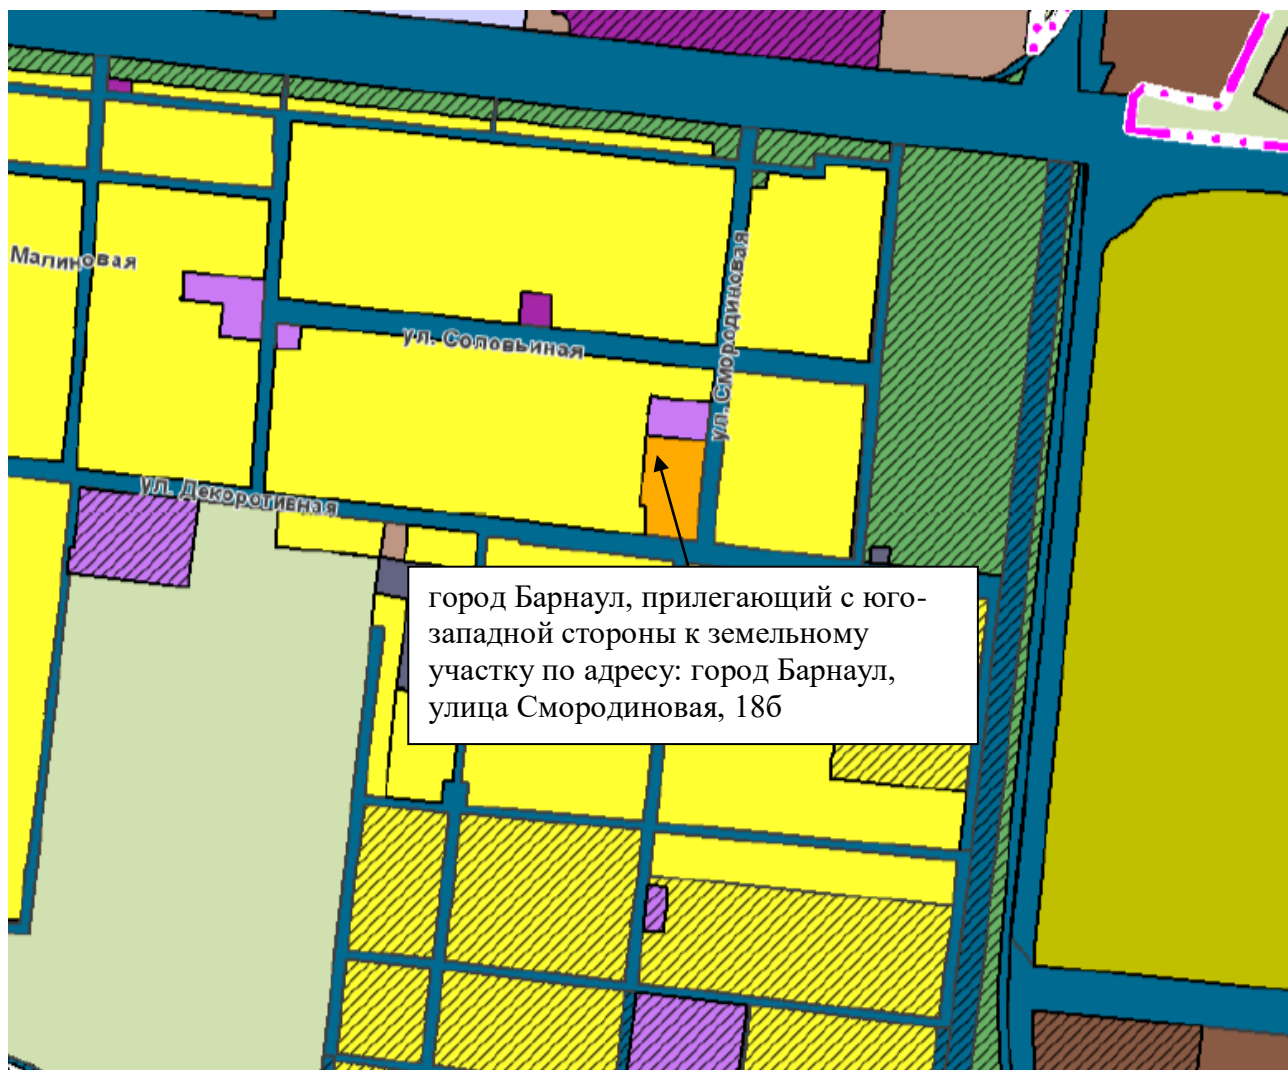 Малиновая
ул. Соловьиная
ул. Смородиновая
ул. Декоротивная
город Барнаул, прилегающий с юго-
западной стороны к земельному
участку по адресу: город Барнаул,
улица Смородиновая, 18б